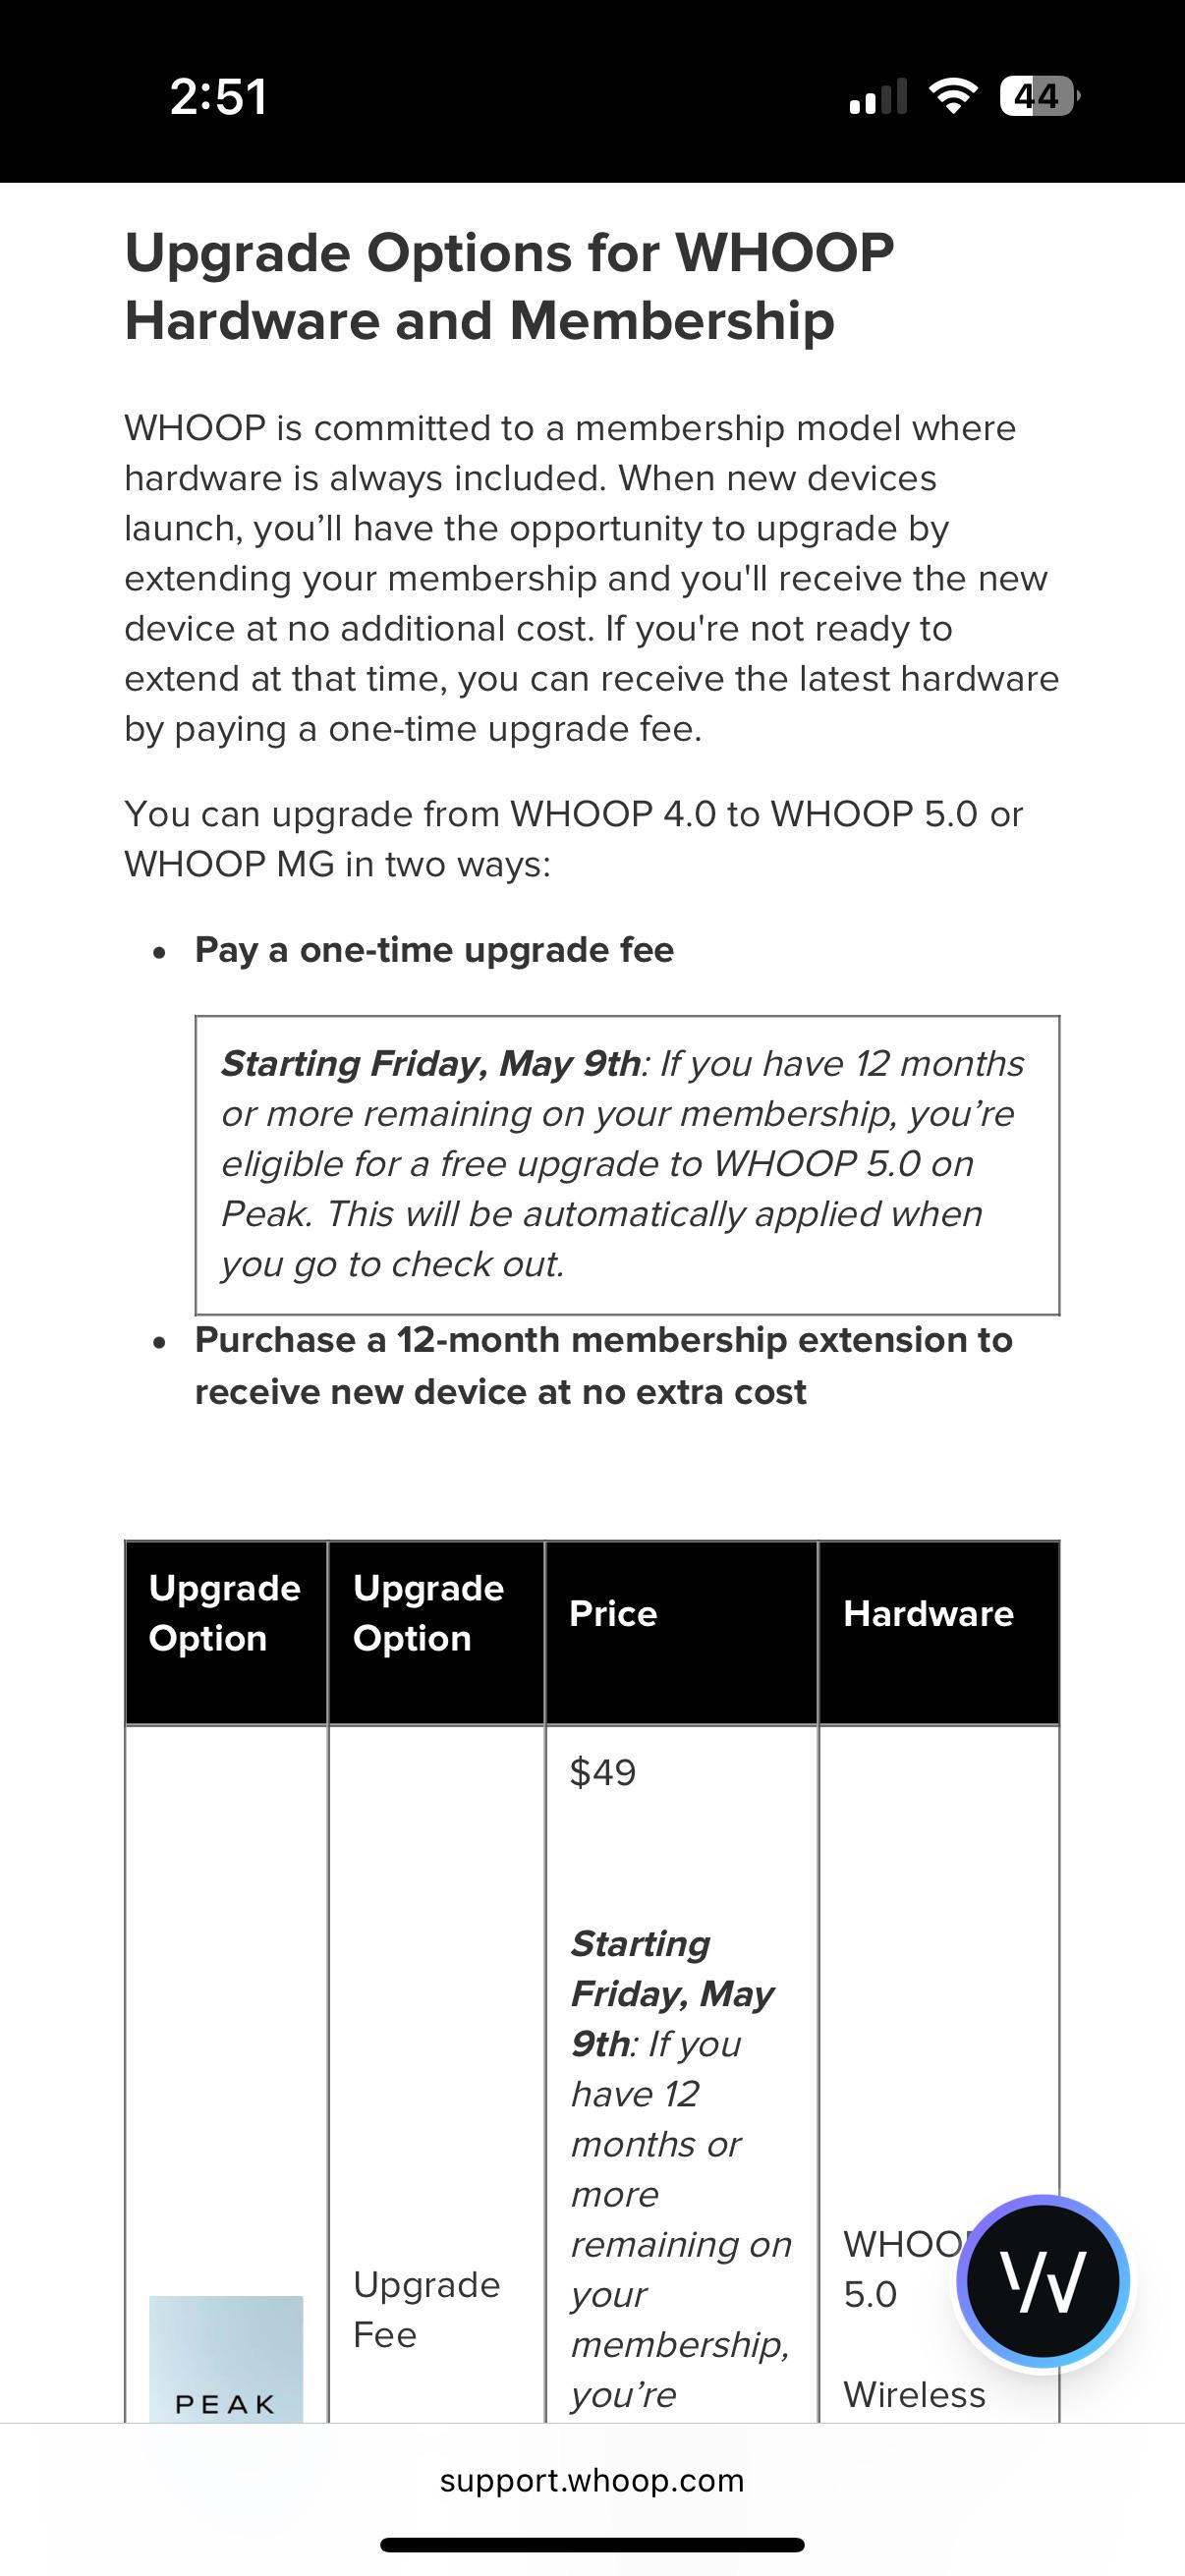 2:51
44
Upgrade Options for WHOOP
Hardware and Membership
WHOOP is committed to a membership model where
hardware is always included. When new devices
launch, you’ll have the opportunity to upgrade by
extending your membership and you'll receive the new
device at no additional cost. If you're not ready to
extend at that time, you can receive the latest hardware
by paying a one-time upgrade fee.
You can upgrade from WHOOP 4.0 to WHOOP 5.0 or
WHOOP MG in two ways:
• Pay a one-time upgrade fee
Starting Friday, May 9th: If you have 12 months
or more remaining on your membership, you’re
eligible for a free upgrade to WHOOP 5.0 on
Peak. This will be automatically applied when
you go to check out.
• Purchase a 12-month membership extension to
receive new device at no extra cost
Upgrade
Option
Upgrade
Option
Price
Hardware
PEAK
Upgrade
Fee
$49
Starting
Friday, May
9th: If you
have 12
months or
more
remaining on
your
membership,
you’re
5.0
Wireless
support.whoop.com